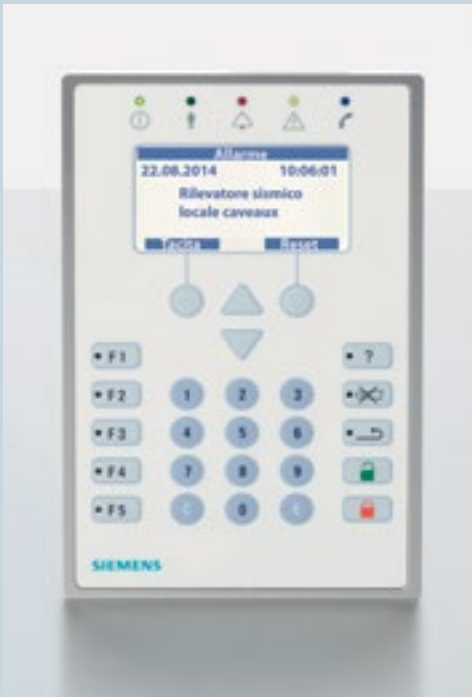 Allarme
22.08.2014 10:06:01
Rilevatore sismico
locale caveaux
Tacita Reset
F1 ?
F2 1 2 3
F3 4 5 6
F4 7 8 9
F5 C 0 E
SIEMENS